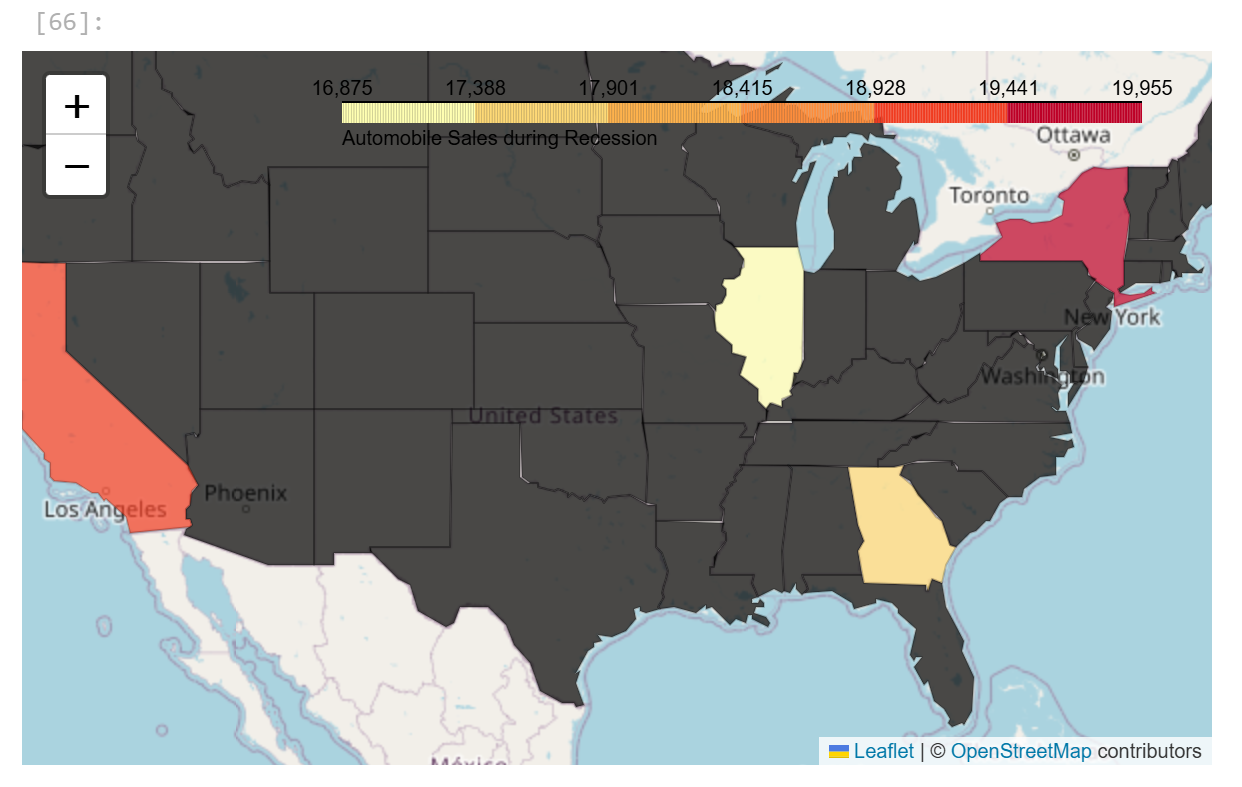 [66]:
+
−
16,875 17,388 17,901 18,415 18,928 19,441 19,955
Automobile Sales during Recession
Ottawa
Toronto
New York
Washington
United States
Phoenix
Los Angeles
México
Leaflet | © OpenStreetMap contributors